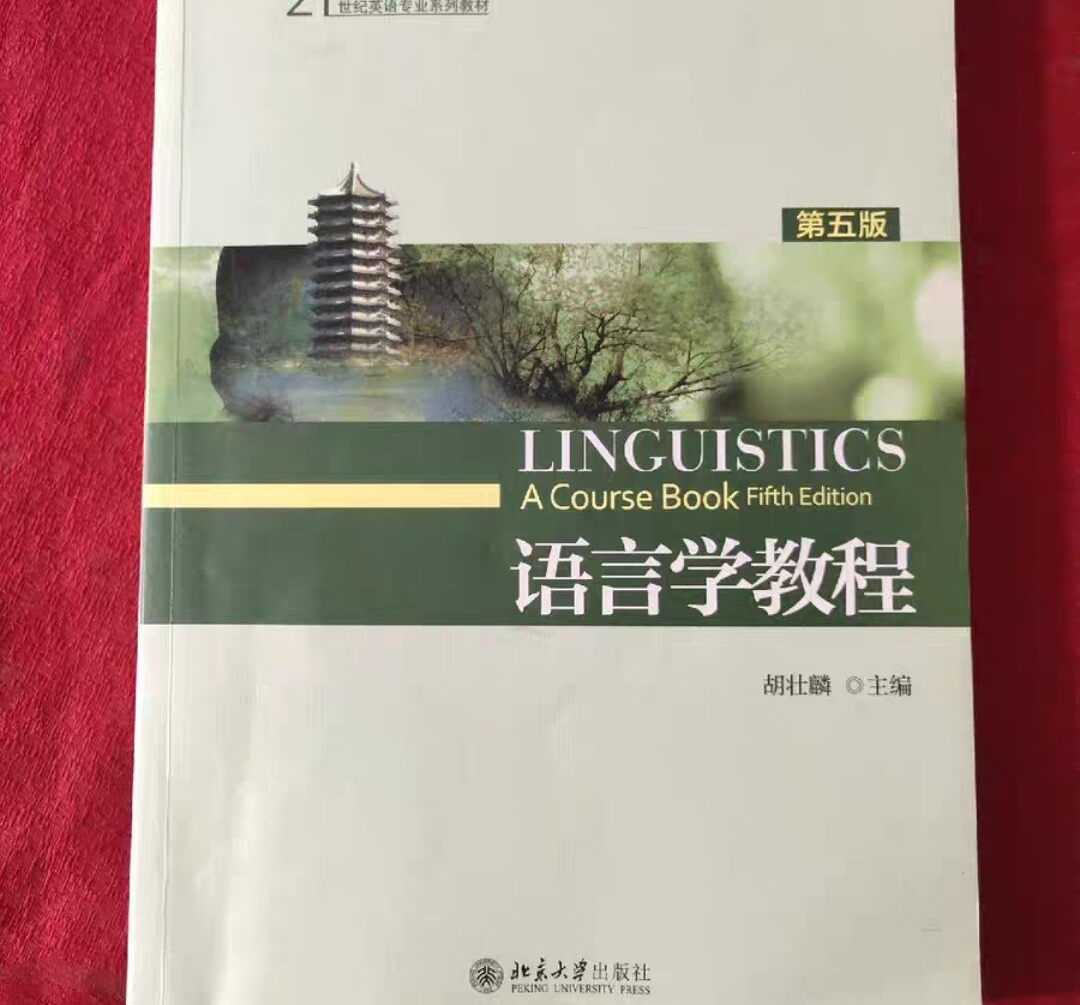 21 世纪英语专业系列教材
第五版
LINGUISTICS
A Course Book Fifth Edition
语言学教程
胡壮麟 ◎主编
北京大学出版社
PEKING UNIVERSITY PRESS